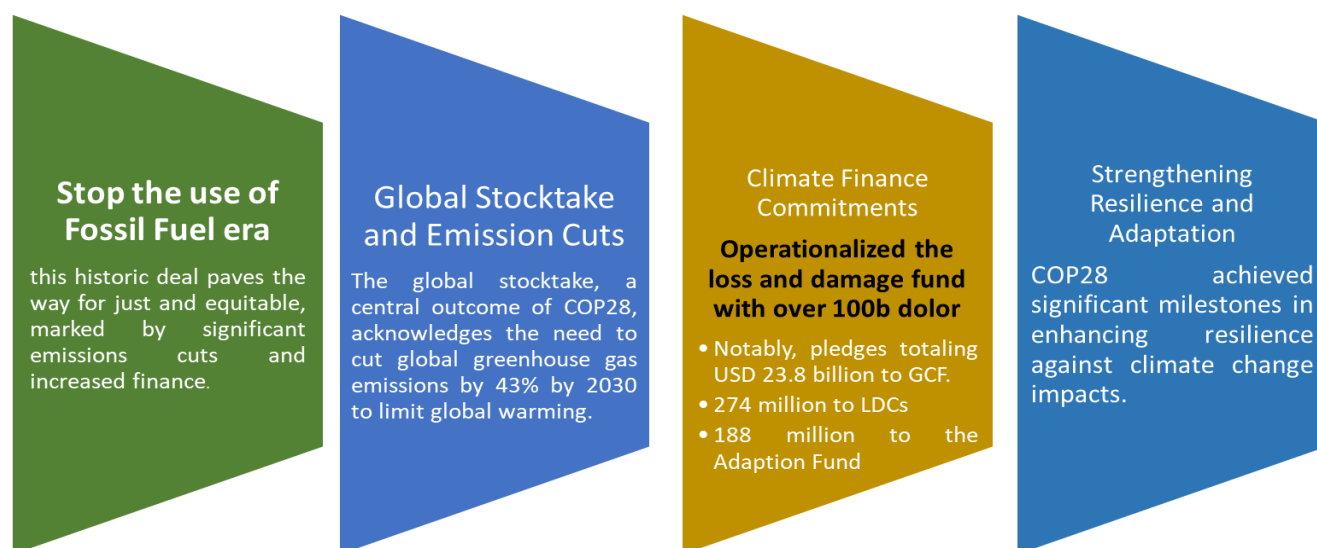 Stop the use of
Fossil Fuel era
this historic deal paves the
way for just and equitable,
marked by significant
emissions cuts and
increased finance.
Global Stocktake
and Emission Cuts
The global stocktake, a
central outcome of COP28,
acknowledges the need to
cut global greenhouse gas
emissions by 43% by 2030
to limit global warming.
Climate Finance
Commitments
Operationalized the
loss and damage fund
with over 100b dolor
• Notably, pledges totaling
USD 23.8 billion to GCF.
• 274 million to LDCs
• 188 million to the
Adaption Fund
Strengthening
Resilience and
Adaptation
COP28 achieved
significant milestones in
enhancing resilience
against climate change
impacts.